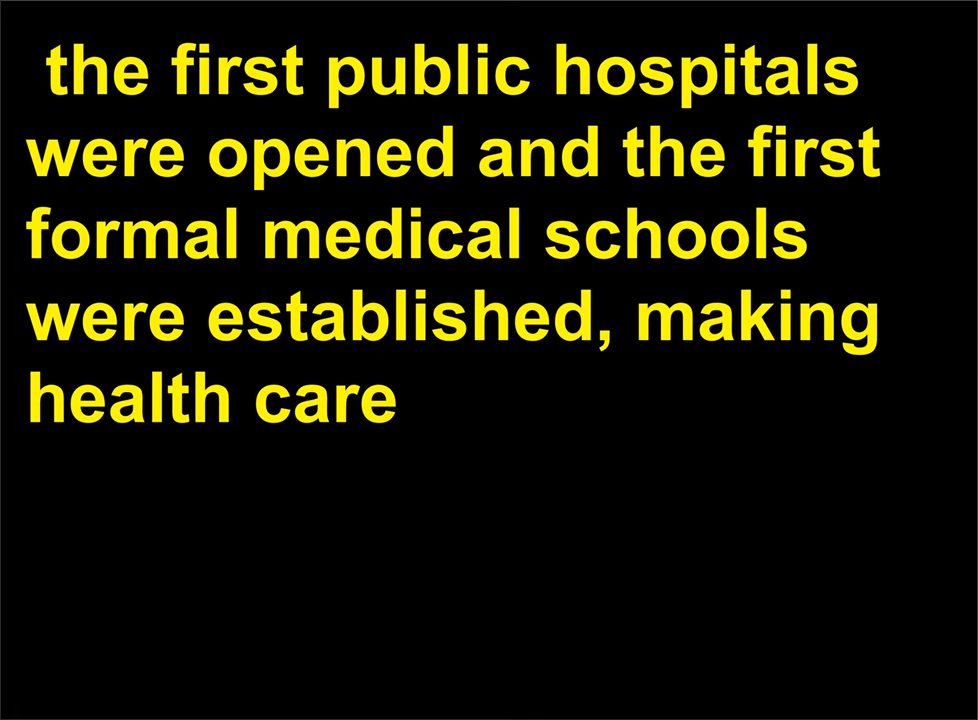 the first public hospitals
were opened and the first
formal medical schools
were established, making
health care